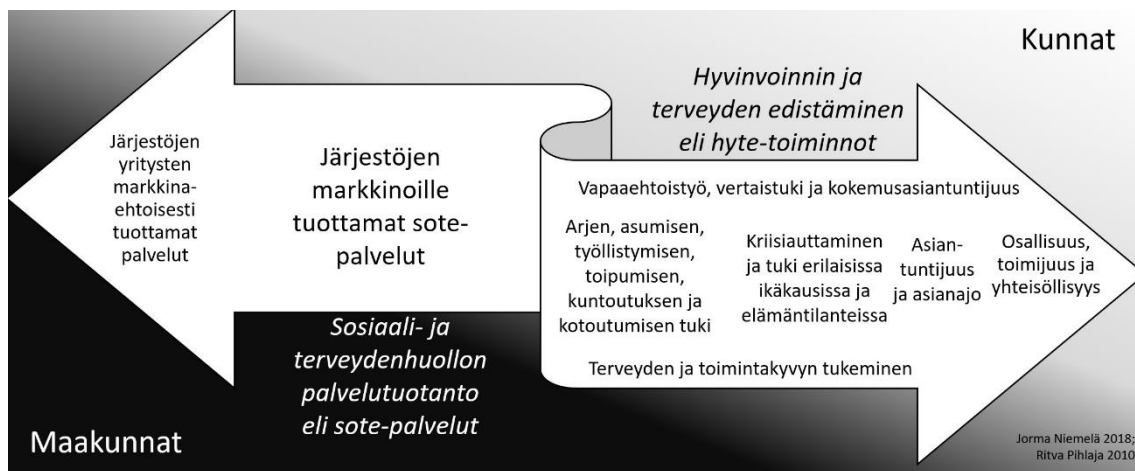 Kunnat
Hyvinvoinnin ja
terveyden edistäminen
eli hyte-toiminnot
Järjestöjen
yritysten
markkina-
ehtoisesti
tuottamat
palvelut
Järjestöjen
markkinoille
tuottamat sote-
palvelut
Vapaaehtoistyö, vertaistuki ja kokemusasiantuntijuus
Arjen, asumisen,
työllistymisen,
toipumisen,
kuntoutuksen ja
kotoutumisen tuki
Kriisiauttaminen
ja tuki erilaisissa
ikäkausissa ja
elämäntilanteissa
Asian-
tuntijuus
ja asianajo
Osallisuus,
toimijuus ja
yhteisöllisyys
Terveyden ja toimintakyvyn tukeminen
Sosiaali- ja
terveydenhuollon
palvelutuotanto
eli sote-palvelut
Maakunnat
Jorma Niemelä 2018;
Ritva Pihlaja 2010